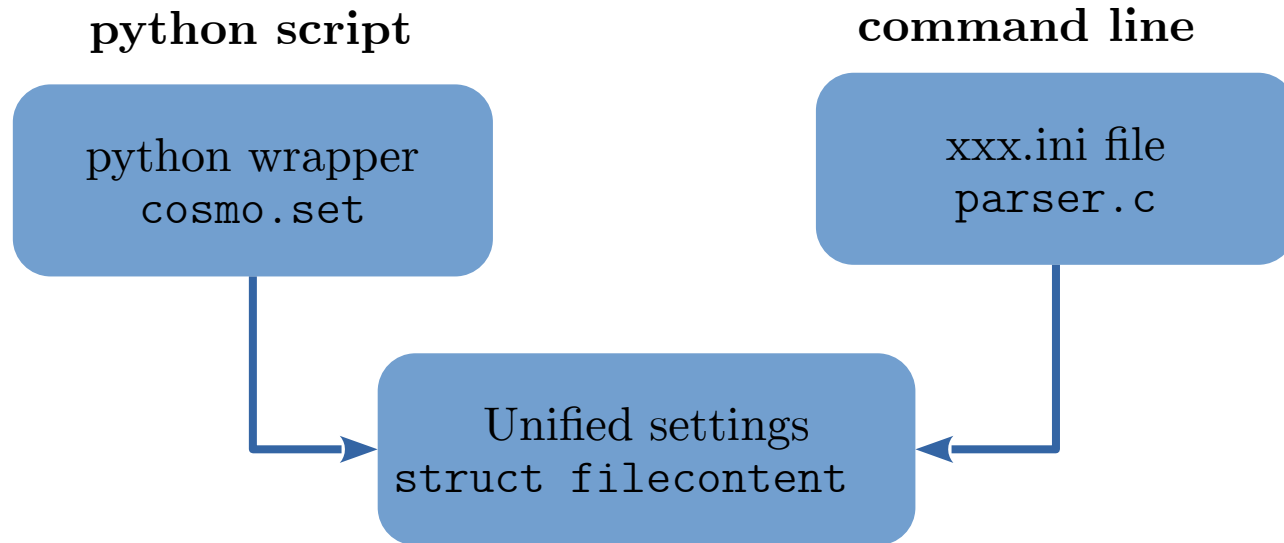 python script
command line
python wrapper
cosmo.set
xxx.ini file
parser.c
Unified settings
struct filecontent